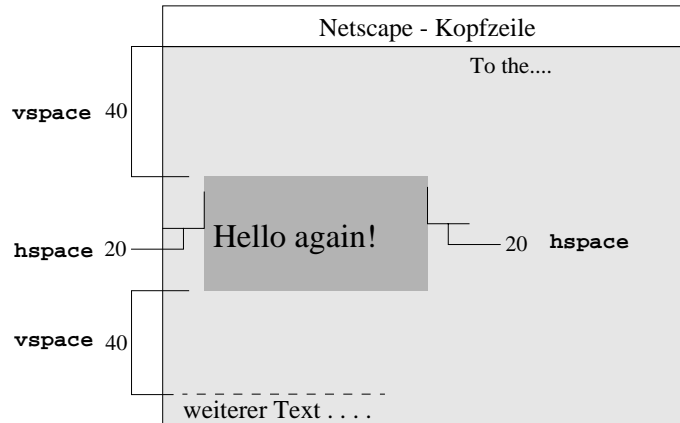 Netscape - Kopfzeile
To the....
vspace 40
Hello again!
hspace 20
20 hspace
vspace 40
weiterer Text . . . .